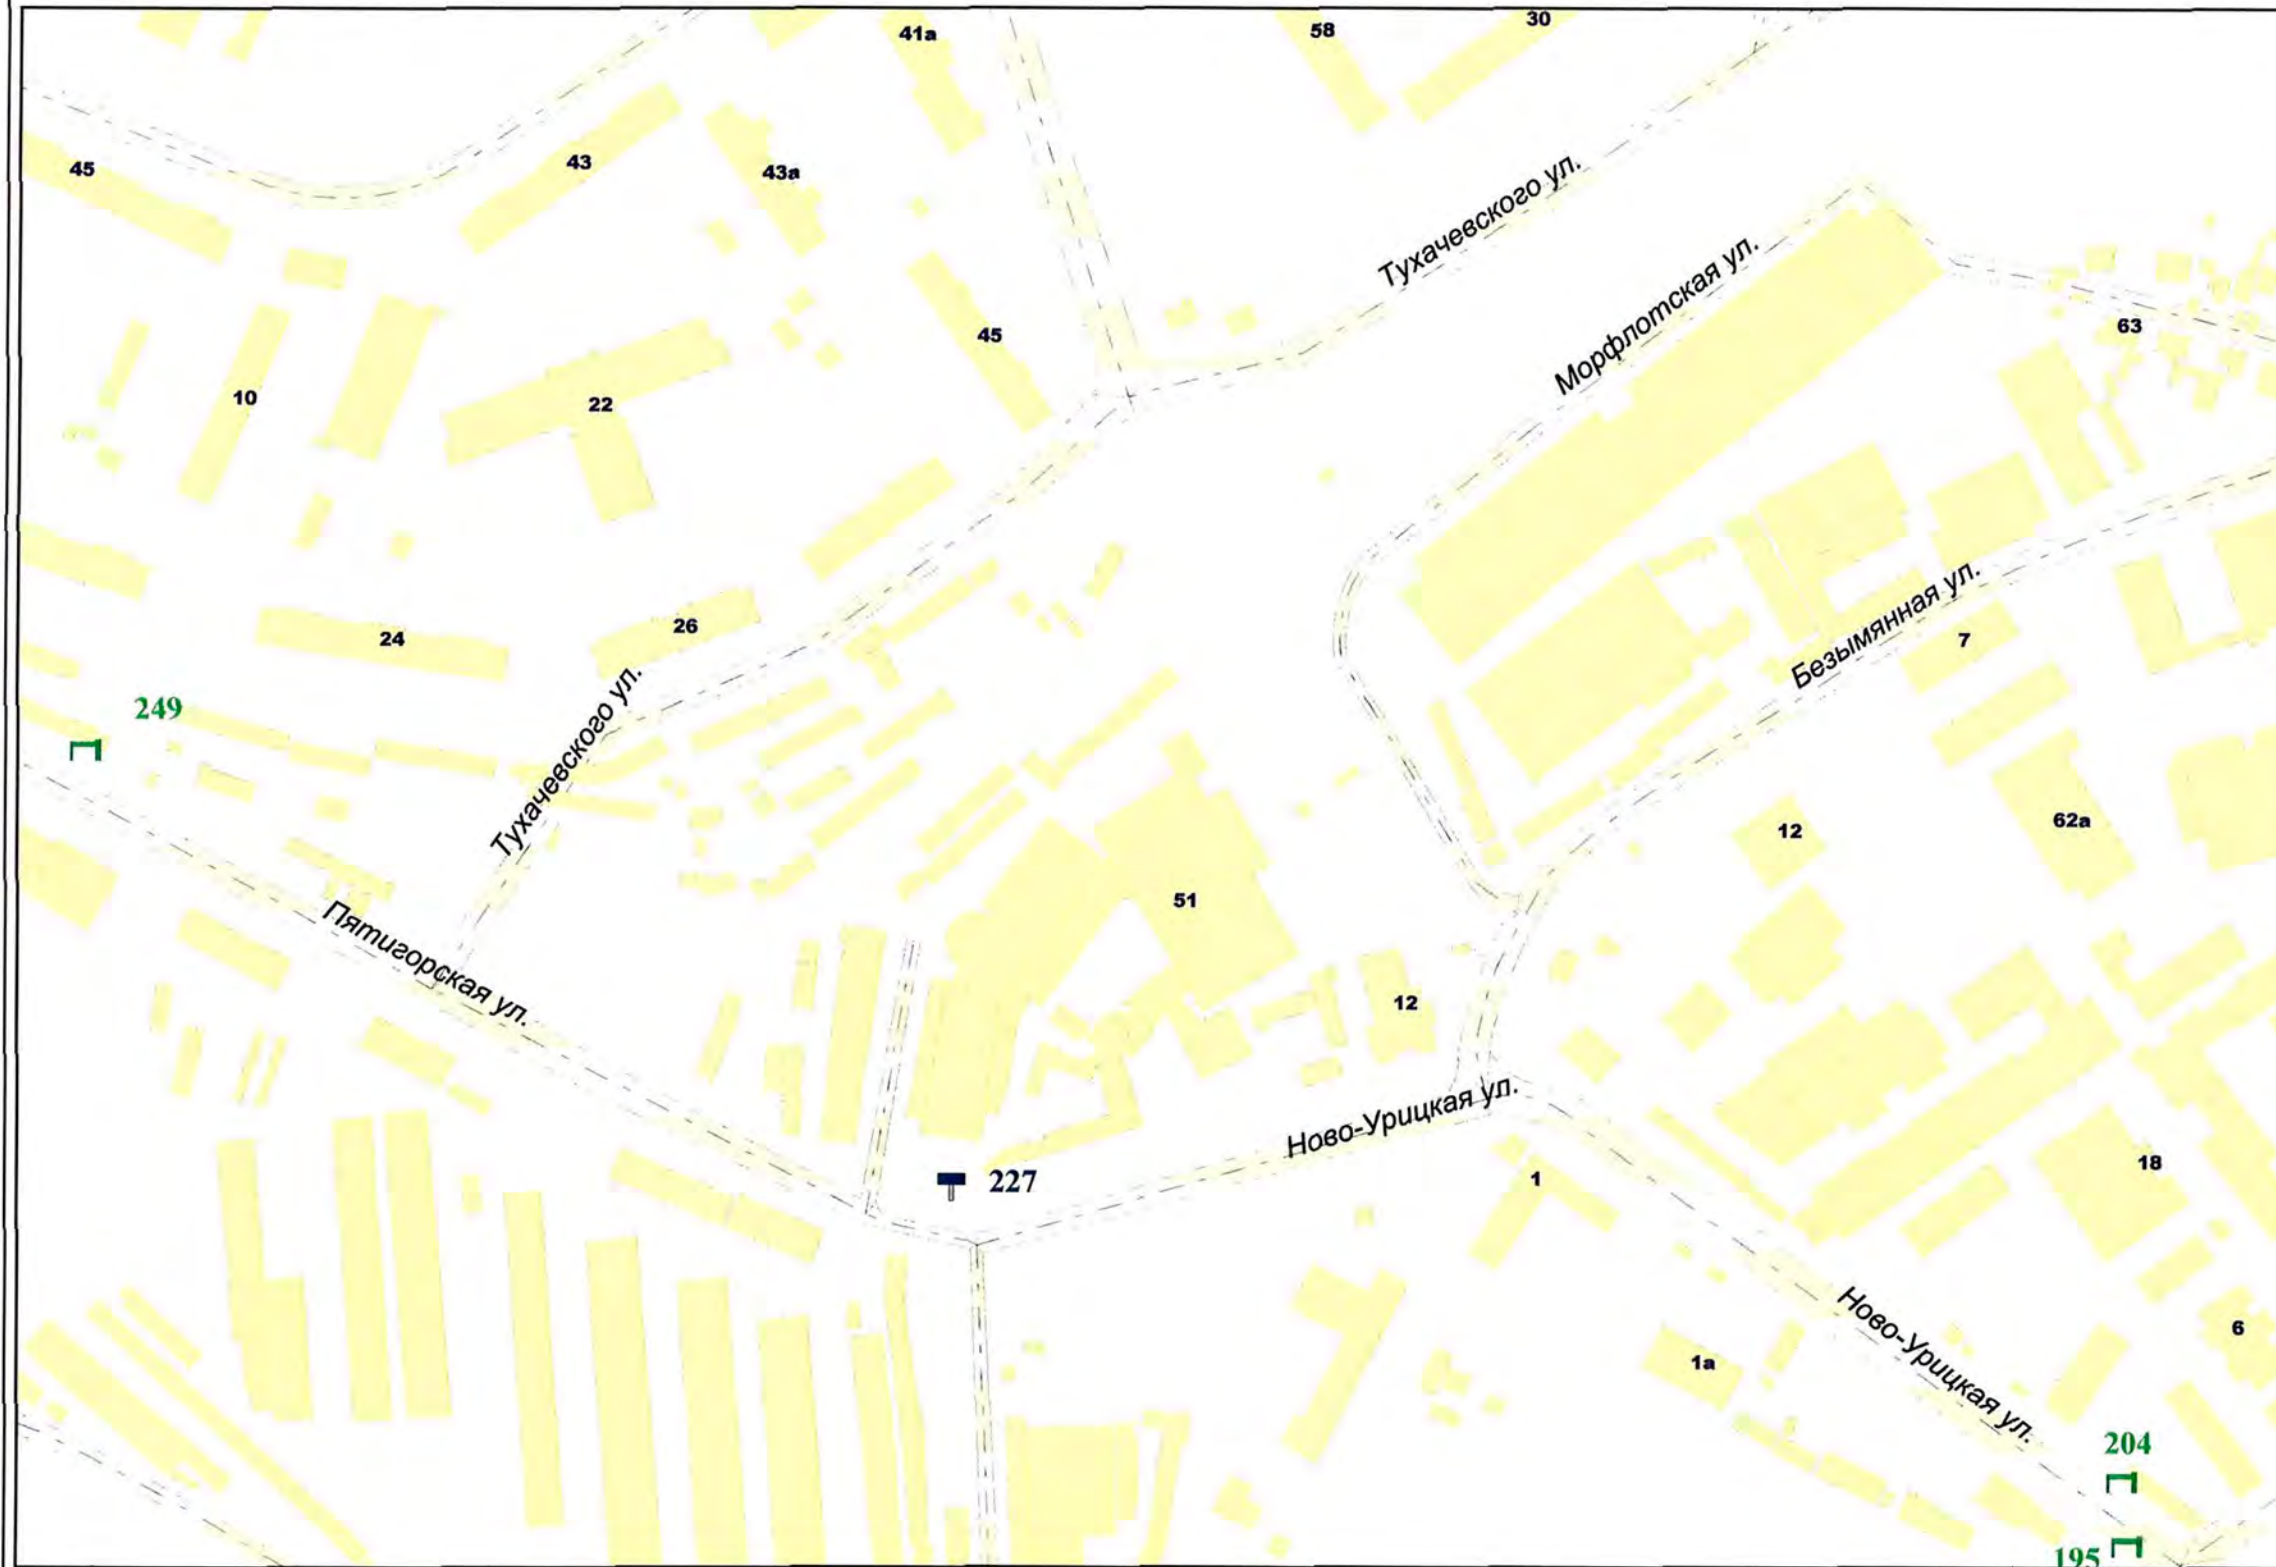 41а
58
30
45
43
43а
Тухачевского ул.
Морфлотская ул.
63
45
10
22
24
26
Безымянная ул.
7
249
Тухачевского ул.
12
62а
51
Пятигорская ул.
12
Ново-Урицкая ул.
227
1
18
Ново-Урицкая ул.
6
1а
204
195